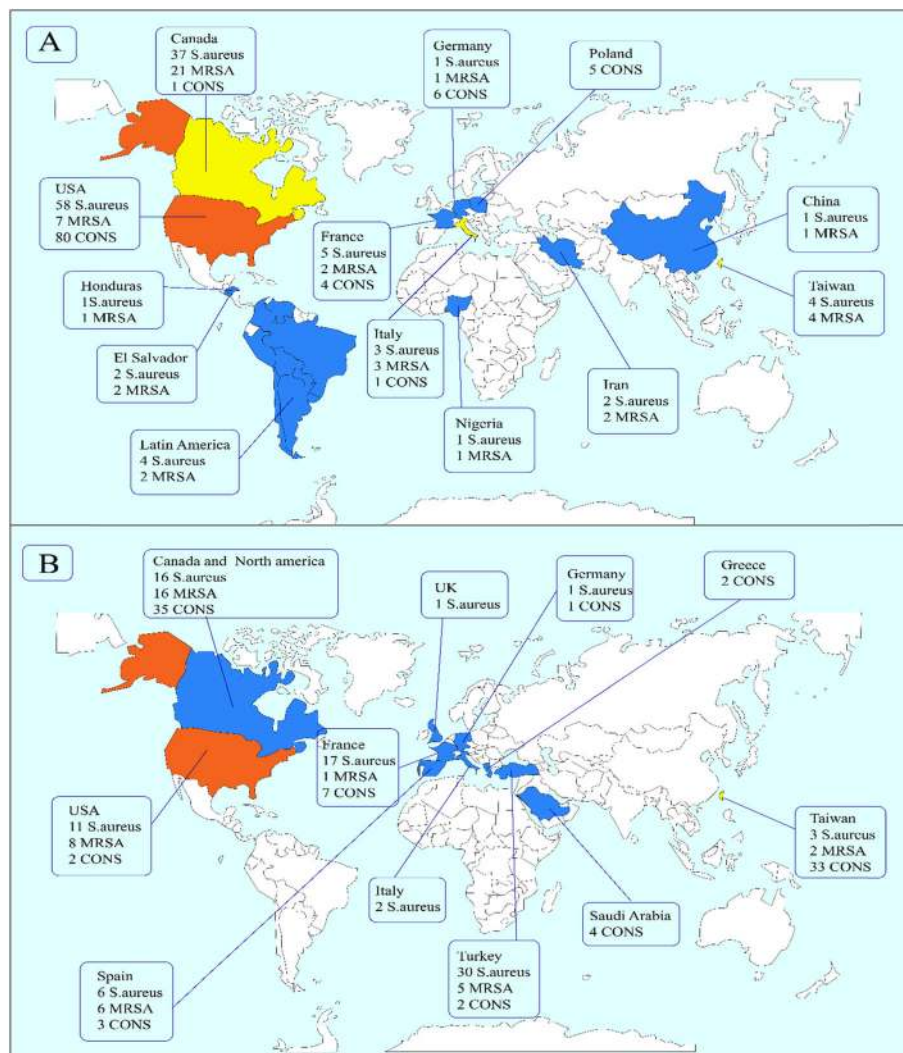 A
Canada
37 S.aureus
21 MRSA
1 CONS
Germany
1 S.aureus
1 MRSA
6 CONS
Poland
5 CONS
USA
58 S.aureus
7 MRSA
80 CONS
France
5 S.aureus
2 MRSA
4 CONS
China
1 S.aureus
1 MRSA
Honduras
1S.aureus
1 MRSA
Taiwan
4 S.aureus
4 MRSA
Italy
3 S.aureus
3 MRSA
1 CONS
El Salvador
2 S.aureus
2 MRSA
Iran
2 S.aureus
2 MRSA
Nigeria
1 S.aureus
1 MRSA
Latin America
4 S.aureus
2 MRSA
B
Canada and North america
16 S.aureus
16 MRSA
35 CONS
UK
1 S.aureus
Germany
1 S.aureus
1 CONS
Greece
2 CONS
France
17 S.aureus
1 MRSA
7 CONS
USA
11 S.aureus
8 MRSA
2 CONS
Taiwan
3 S.aureus
2 MRSA
33 CONS
Italy
2 S.aureus
Saudi Arabia
4 CONS
Turkey
30 S.aureus
5 MRSA
2 CONS
Spain
6 S.aureus
6 MRSA
3 CONS